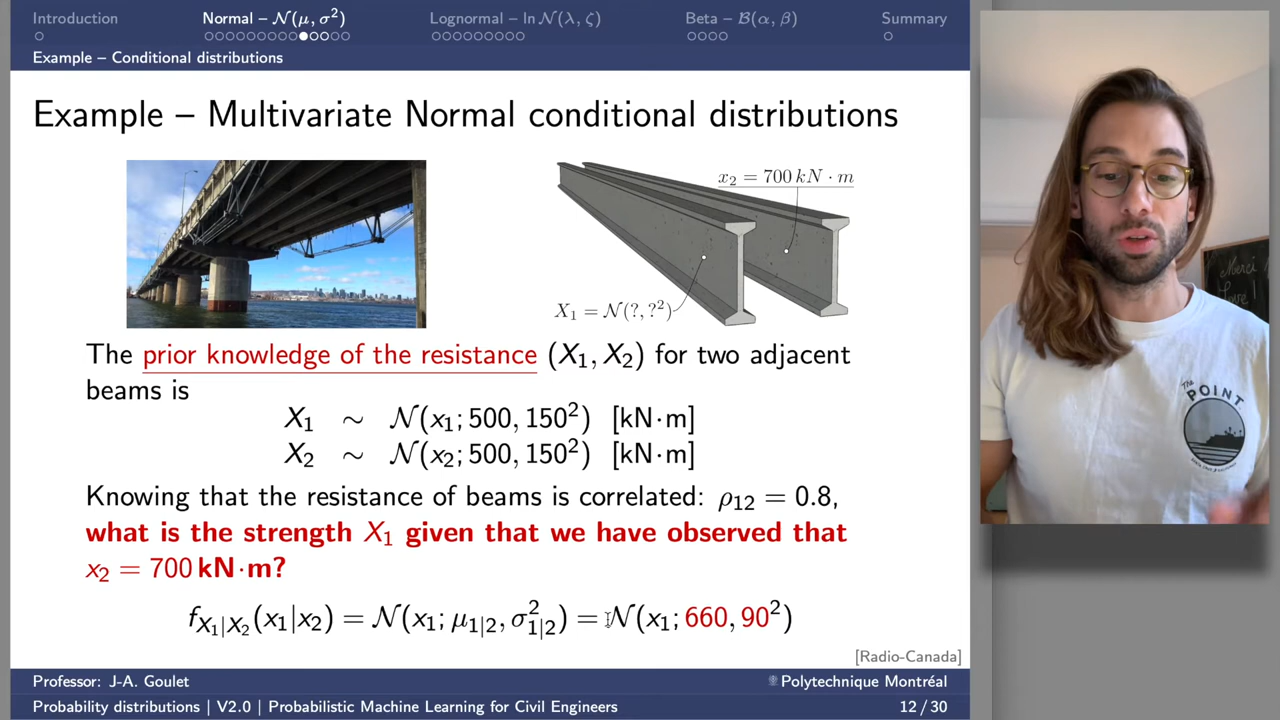 Introduction
Normal – 𝒩(μ, σ²)
Lognormal – ln 𝒩(λ, ζ)
Beta – ℬ(α, β)
Summary
Example – Conditional distributions
Example – Multivariate Normal conditional distributions
x₂ = 700 kN · m
X₁ = 𝒩(?, ?²)
The prior knowledge of the resistance (X₁, X₂) for two adjacent
beams is
X₁ ∼ 𝒩(x₁; 500, 150²) [kN·m]
X₂ ∼ 𝒩(x₂; 500, 150²) [kN·m]
Knowing that the resistance of beams is correlated: ρ₁₂ = 0.8,
what is the strength X₁ given that we have observed that
x₂ = 700 kN·m?
f_{X₁|X₂}(x₁|x₂) = 𝒩(x₁; μ_{1|2}, σ²_{1|2}) = 𝒩(x₁; 660, 90²)
[Radio-Canada]
Professor: J-A. Goulet
Polytechnique Montréal
Probability distributions | V2.0 | Probabilistic Machine Learning for Civil Engineers
12 / 30
Merci
The
POINT